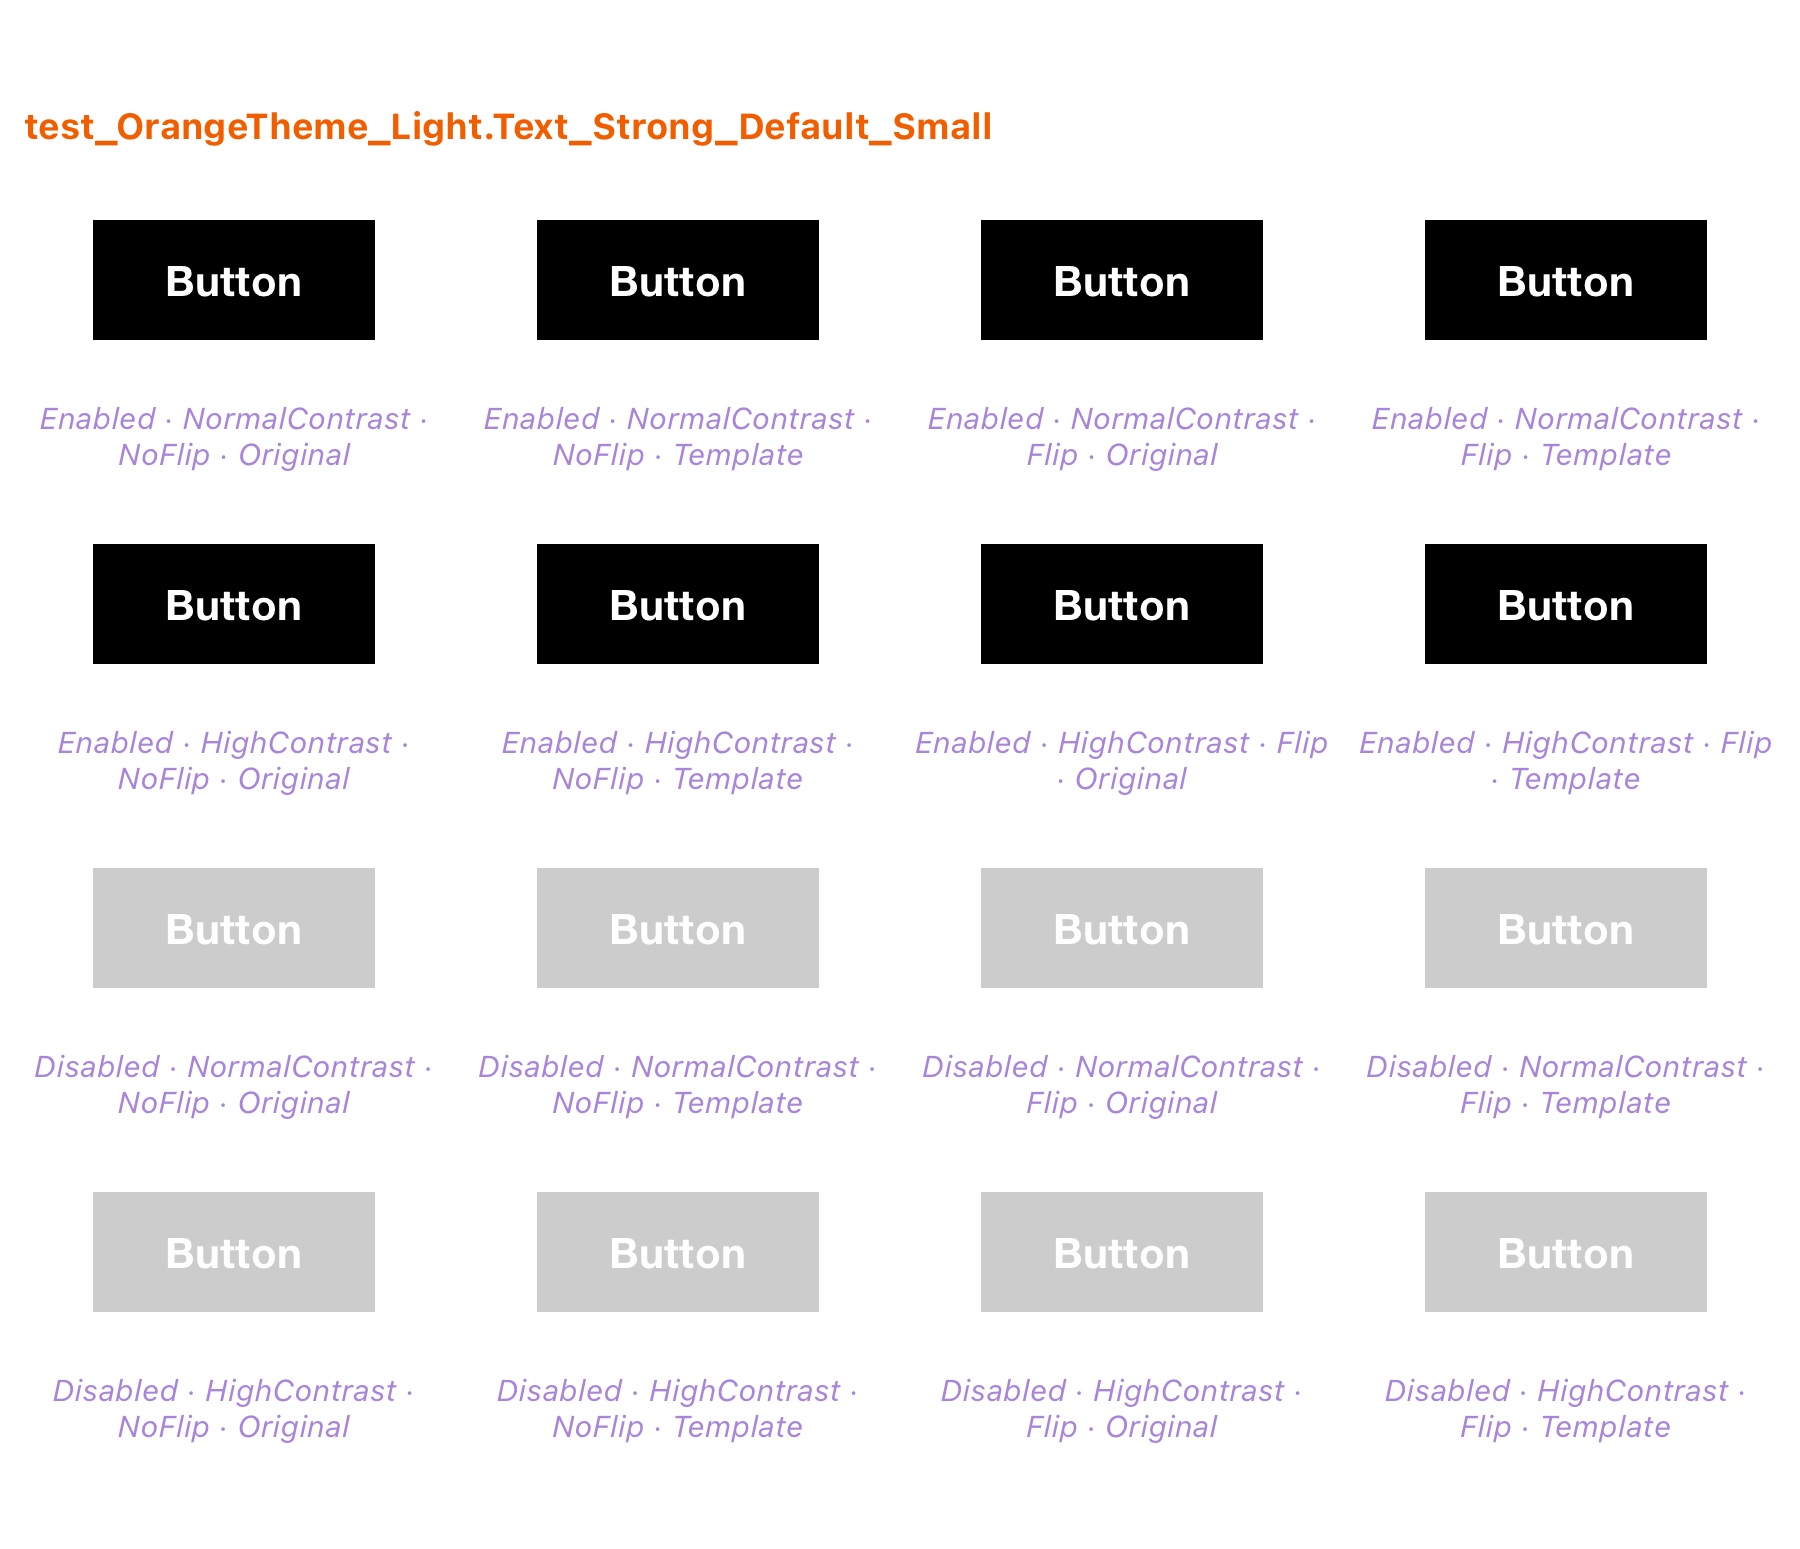 test_OrangeTheme_Light.Text_Strong_Default_Small
Button Button Button Button
Enabled · NormalContrast · Enabled · NormalContrast · Enabled · NormalContrast · Enabled · NormalContrast ·
NoFlip · Original NoFlip · Template Flip · Original Flip · Template
Button Button Button Button
Enabled · HighContrast · Enabled · HighContrast · Enabled · HighContrast · Flip Enabled · HighContrast · Flip
NoFlip · Original NoFlip · Template · Original · Template
Button Button Button Button
Disabled · NormalContrast · Disabled · NormalContrast · Disabled · NormalContrast · Disabled · NormalContrast ·
NoFlip · Original NoFlip · Template Flip · Original Flip · Template
Button Button Button Button
Disabled · HighContrast · Disabled · HighContrast · Disabled · HighContrast · Disabled · HighContrast ·
NoFlip · Original NoFlip · Template Flip · Original Flip · Template